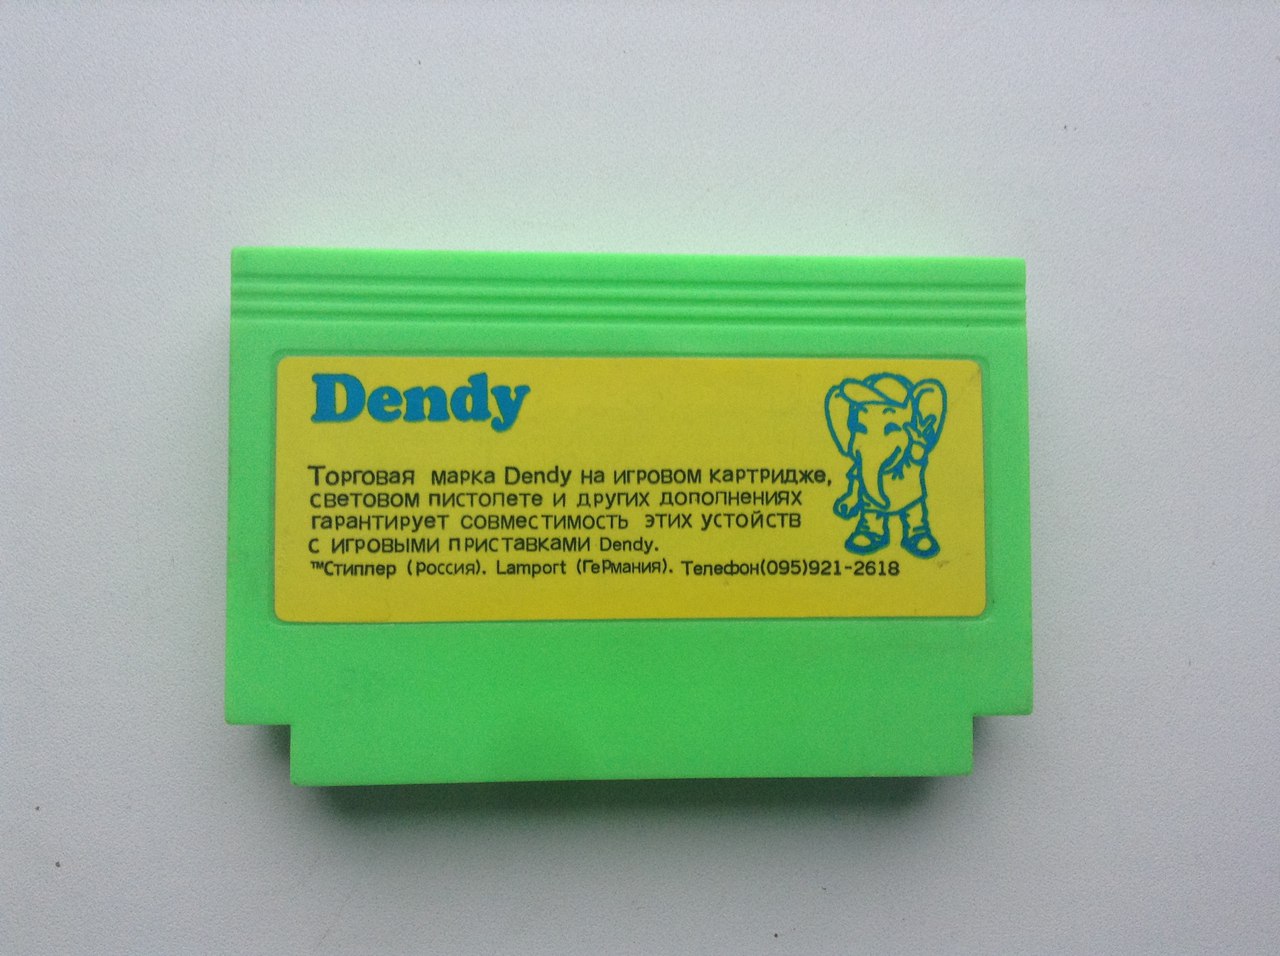 Dendy
Торговая марка Dendy на игровом картридже,
световом пистолете и других дополнениях
гарантирует совместимость этих устойств
с игровыми приставками Dendy.
™Стиплер (Россия). Lamport (Германия). Телефон(095)921-2618